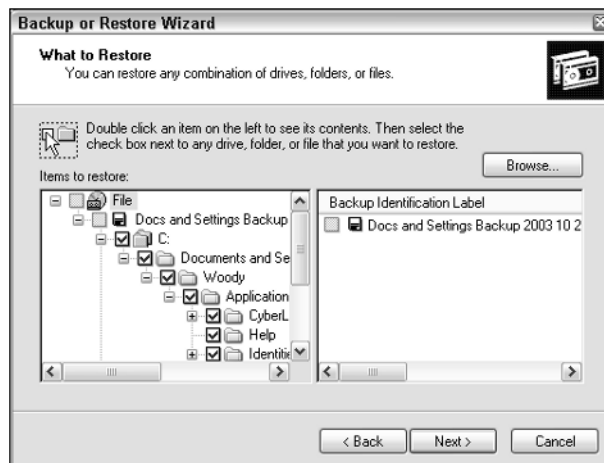 Backup or Restore Wizard
What to Restore
You can restore any combination of drives, folders, or files.
Double click an item on the left to see its contents. Then select the
check box next to any drive, folder, or file that you want to restore.
Browse...
Items to restore:
File
Docs and Settings Backup
C:
Documents and Se
Woody
Application
CyberL
Help
Identiti
Backup Identification Label
Docs and Settings Backup 2003 10 2
< Back
Next >
Cancel